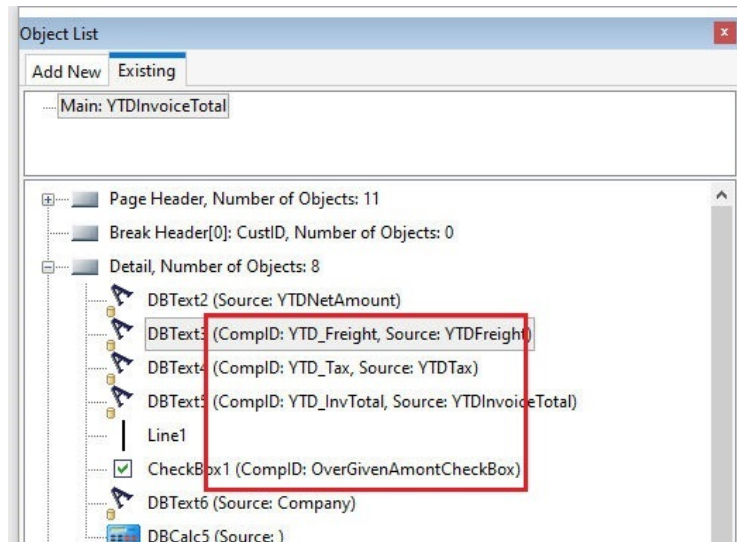 Object List
x
Add New Existing
Main: YTDInvoiceTotal
Page Header, Number of Objects: 11
Break Header[0]: CustID, Number of Objects: 0
Detail, Number of Objects: 8
DBText2 (Source: YTDNetAmount)
DBText3 (CompID: YTD_Freight, Source: YTDFreight)
DBText4 (CompID: YTD_Tax, Source: YTDTax)
DBText5 (CompID: YTD_InvTotal, Source: YTDInvoiceTotal)
Line1
CheckBox1 (CompID: OverGivenAmontCheckBox)
DBText6 (Source: Company)
DBCalc5 (Source: )